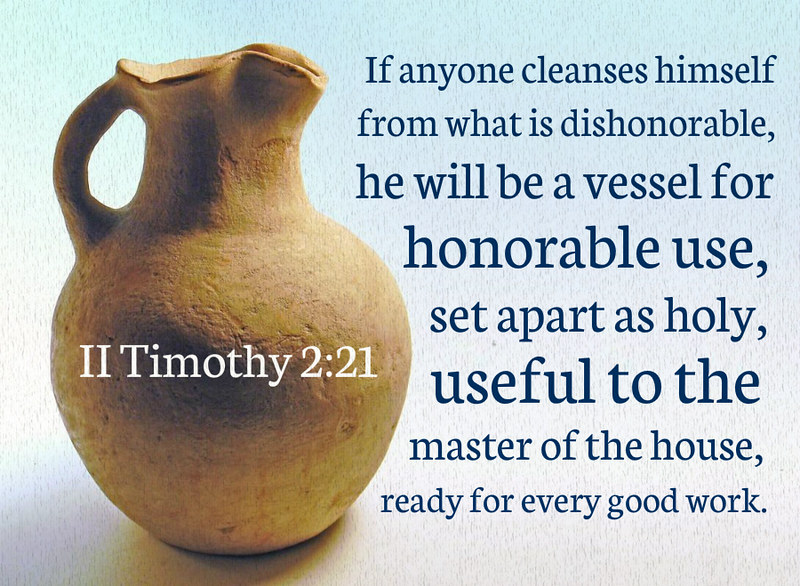 If anyone cleanses himself
from what is dishonorable,
he will be a vessel for
honorable use,
set apart as holy,
useful to the
master of the house,
ready for every good work.
II Timothy 2:21